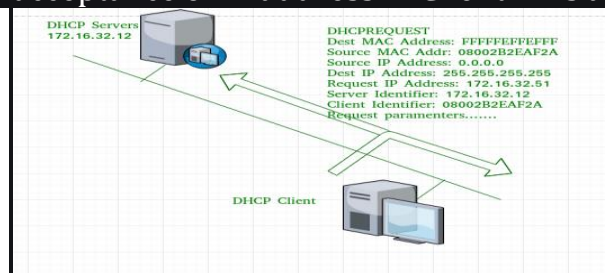 DHCP Servers
172.16.32.12
DHCPREQUEST
Dest MAC Address: FFFFFEFFEFFF
Source MAC Addr: 08002B2EAF2A
Source IP Address: 0.0.0.0
Dest IP Address: 255.255.255.255
Request IP Address: 172.16.32.51
Server Identifier: 172.16.32.12
Client Identifier: 08002B2EAF2A
Request paramenters.......
DHCP Client